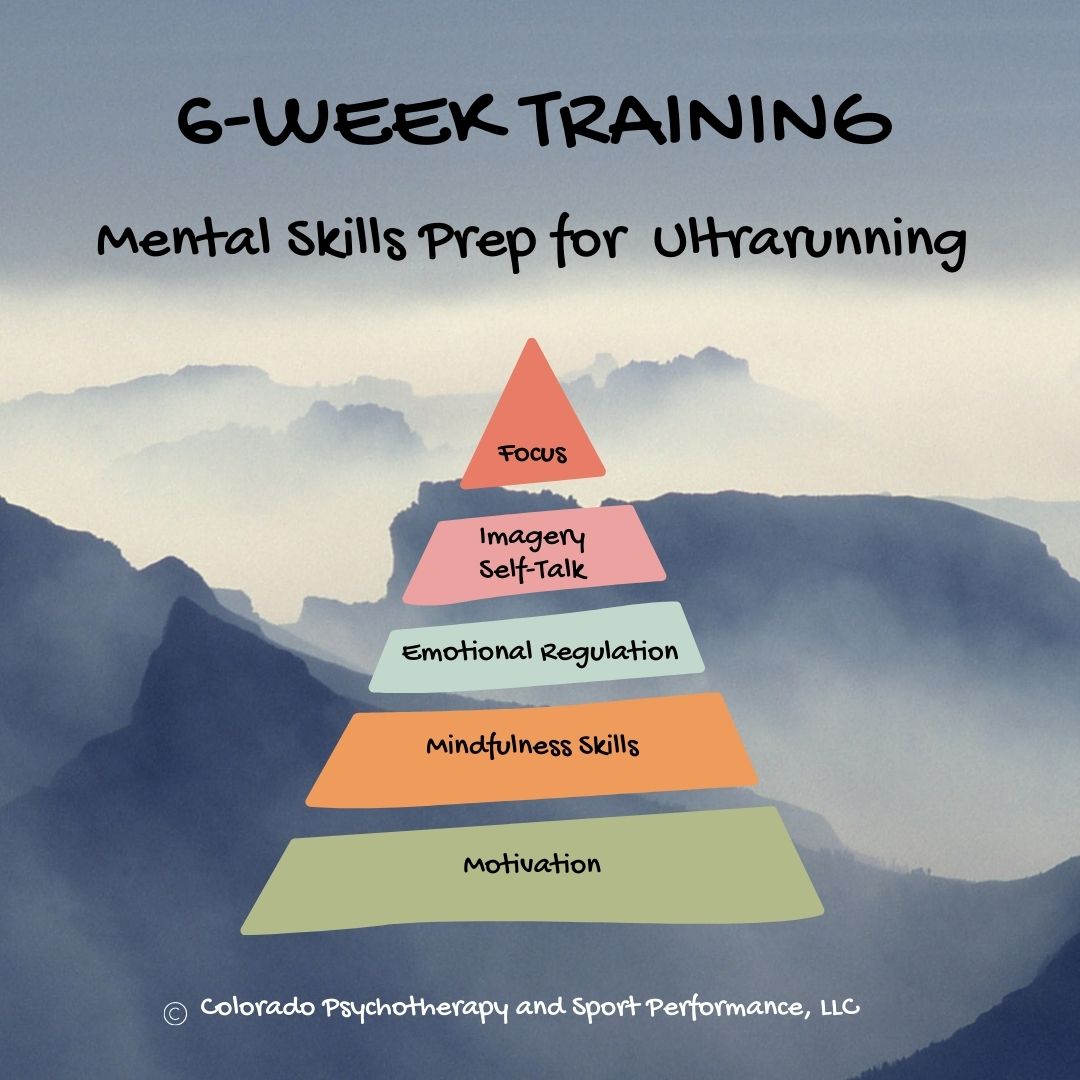 6-WEEK TRAINING
Mental Skills Prep for Ultrarunning
Focus
Imagery
Self-Talk
Emotional Regulation
Mindfulness Skills
Motivation
© Colorado Psychotherapy and Sport Performance, LLC